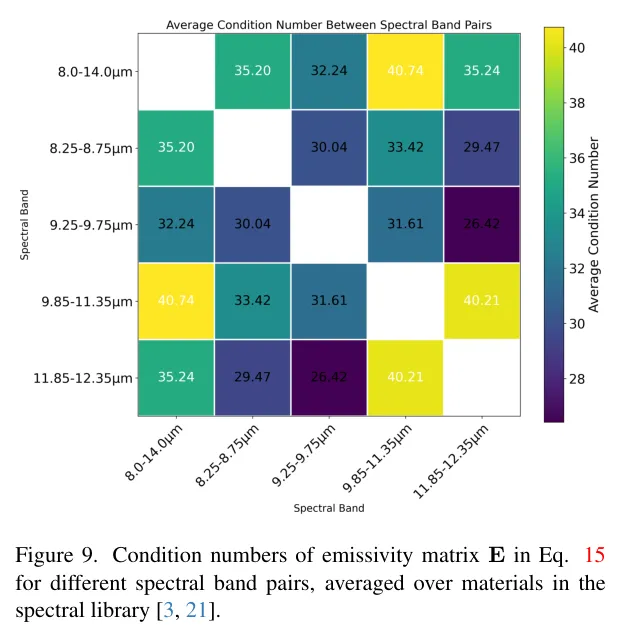 Average Condition Number Between Spectral Band Pairs
8.0-14.0μm 35.20 32.24 40.74 35.24
8.25-8.75μm 35.20 30.04 33.42 29.47
9.25-9.75μm 32.24 30.04 31.61 26.42
9.85-11.35μm 40.74 33.42 31.61 40.21
11.85-12.35μm 35.24 29.47 26.42 40.21
8.0-14.0μm 8.25-8.75μm 9.25-9.75μm 9.85-11.35μm 11.85-12.35μm
Spectral Band
Spectral Band
40
38
36
34
32
30
28
Average Condition Number
Figure 9. Condition numbers of emissivity matrix E in Eq. 15
for different spectral band pairs, averaged over materials in the
spectral library [3, 21].